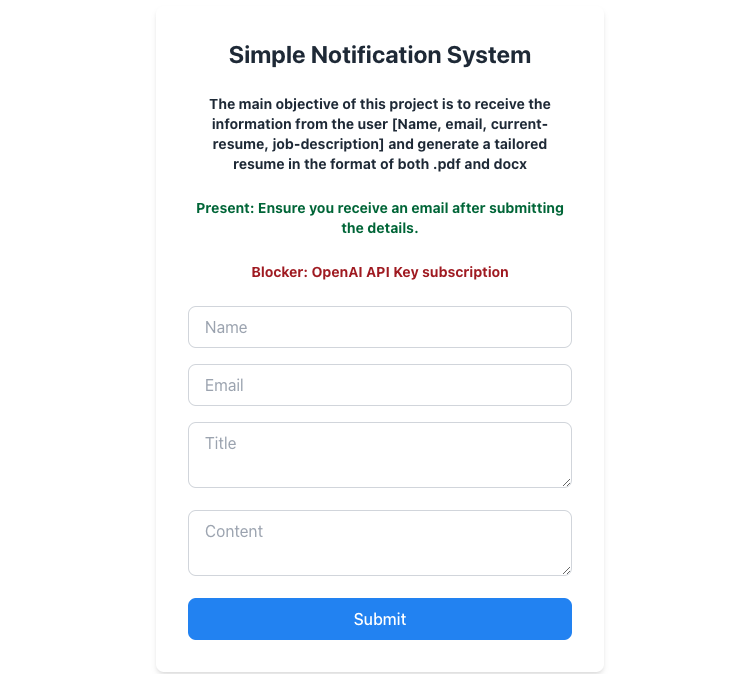 Simple Notification System
The main objective of this project is to receive the
information from the user [Name, email, current-
resume, job-description] and generate a tailored
resume in the format of both .pdf and docx
Present: Ensure you receive an email after submitting
the details.
Blocker: OpenAI API Key subscription
Name
Email
Title
Content
Submit